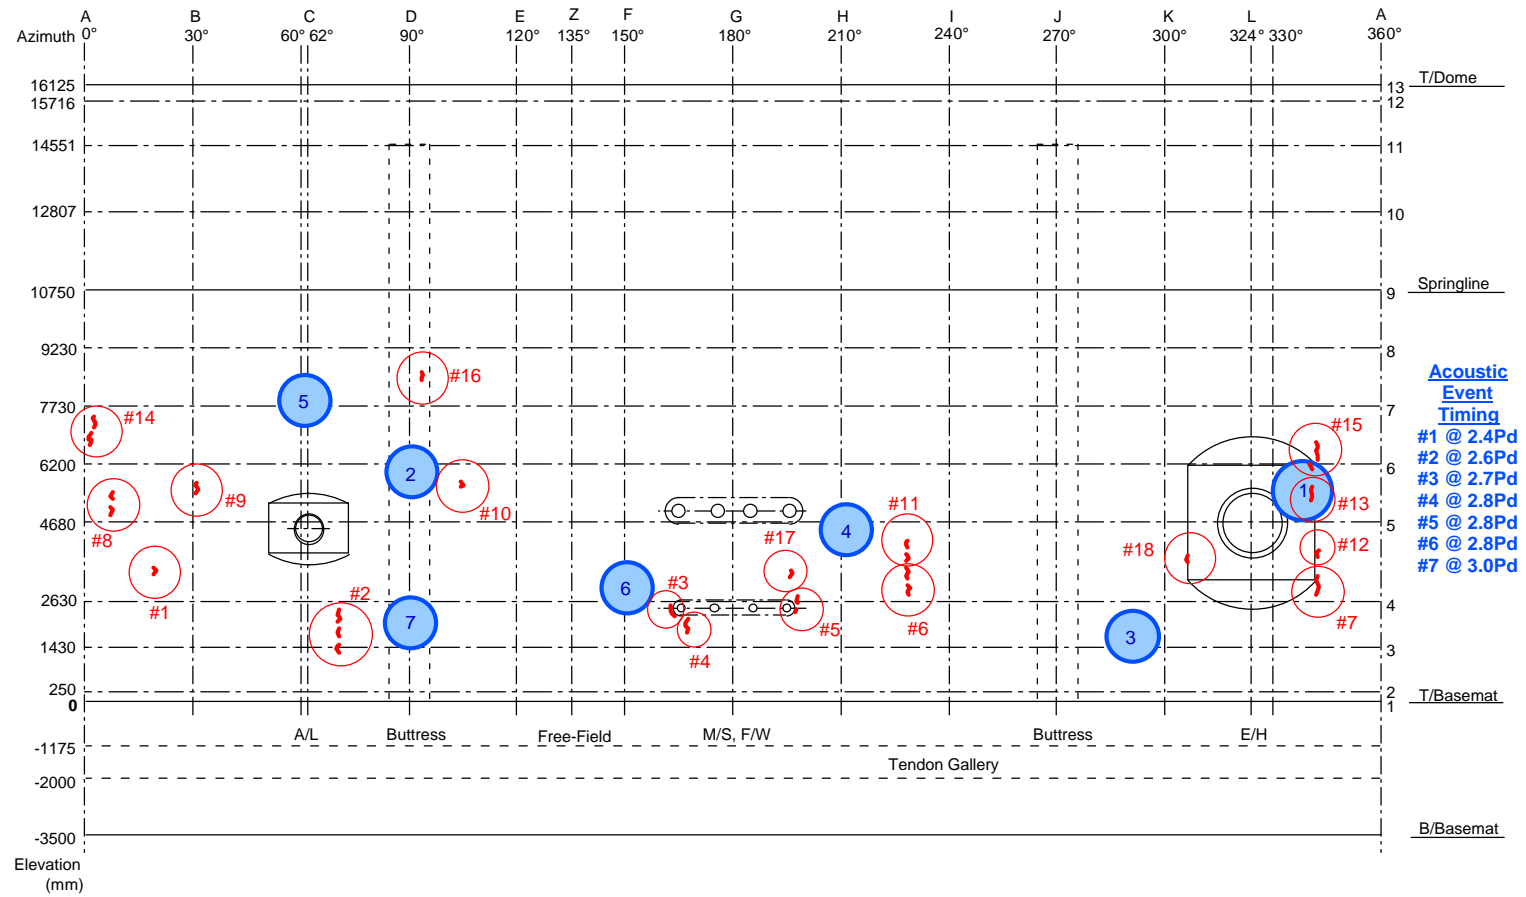 A B C D E Z F G H I J K L A
Azimuth 0° 30° 60° 62° 90° 120° 135° 150° 180° 210° 240° 270° 300° 324° 330° 360°
16125 13 T/Dome
15716 12
14551 11
12807 10
10750 9 Springline
9230 8
#16
5
7730 7
#14
#15
6200 6
2
1
#9
#10
#13
#8
4680 5
4
#11
#17
#18
#12
#1
#2
6
#3
2630 4
7
#5
#6
#7
3
#4
1430 3
250 2 T/Basemat
0 1
A/L Buttress Free-Field M/S, F/W Buttress E/H
-1175
Tendon Gallery
-2000
-3500 B/Basemat
Elevation
(mm)
Acoustic
Event
Timing
#1 @ 2.4Pd
#2 @ 2.6Pd
#3 @ 2.7Pd
#4 @ 2.8Pd
#5 @ 2.8Pd
#6 @ 2.8Pd
#7 @ 3.0Pd